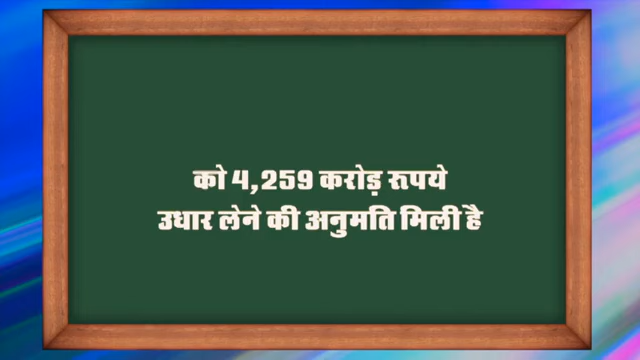 को 4,259 करोड़ रूपये
उधार लेने की अनुमति मिली है